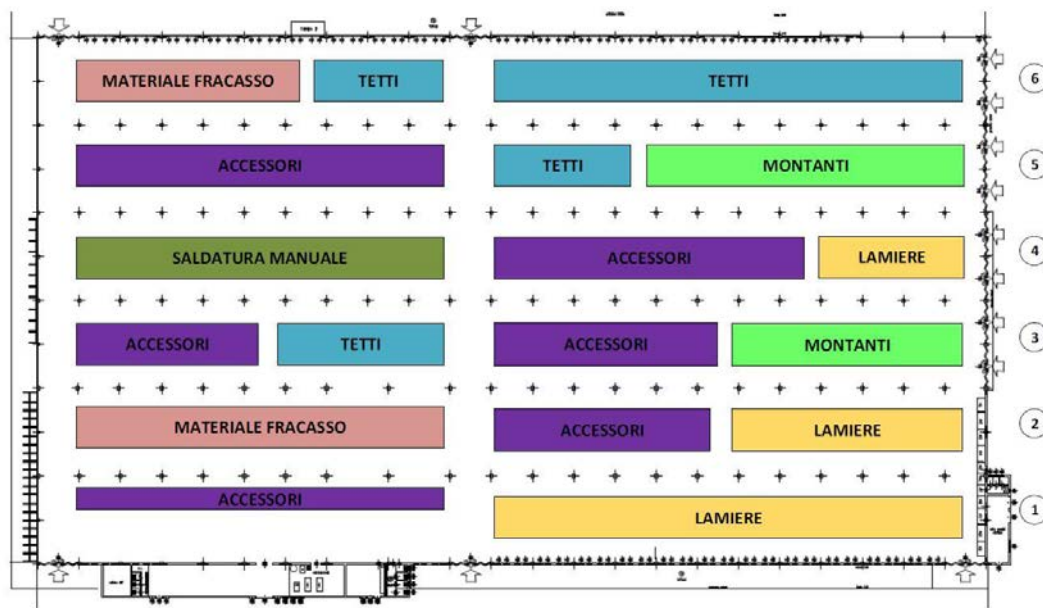 MATERIALE FRACASSO TETTI TETTI 6
ACCESSORI TETTI MONTANTI 5
SALDATURA MANUALE ACCESSORI LAMIERE 4
ACCESSORI TETTI ACCESSORI MONTANTI 3
MATERIALE FRACASSO ACCESSORI LAMIERE 2
ACCESSORI LAMIERE 1